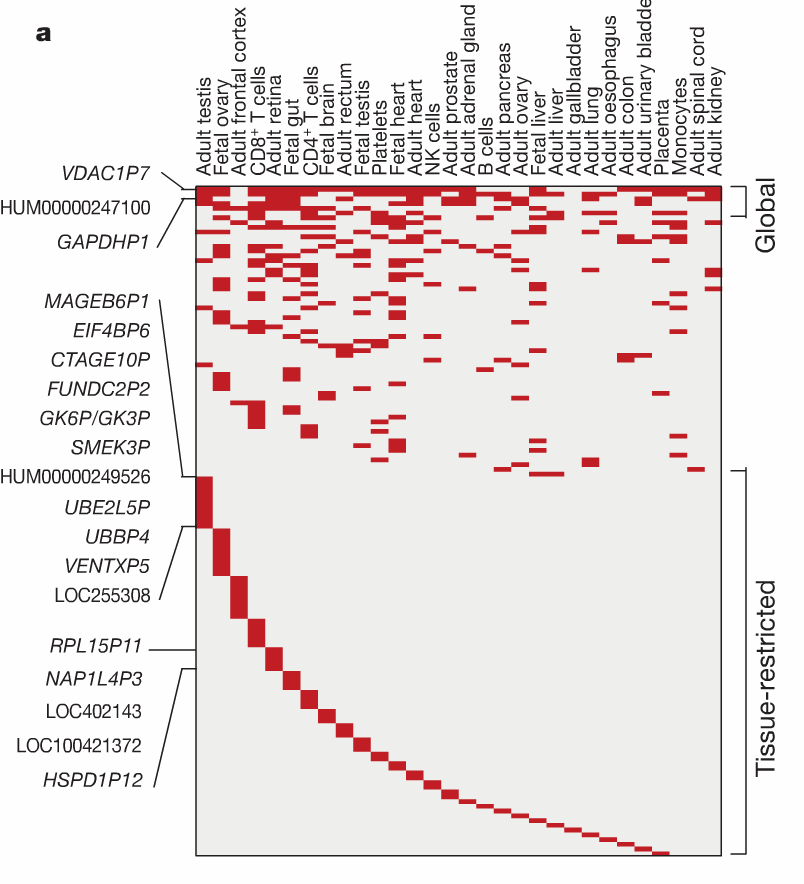 a
Adult testis
Fetal ovary
Adult frontal cortex
CD8+ T cells
Adult retina
Fetal gut
CD4+ T cells
Fetal brain
Adult rectum
Fetal testis
Platelets
Fetal heart
Adult heart
NK cells
Adult prostate
Adult adrenal gland
B cells
Adult pancreas
Adult ovary
Fetal liver
Adult liver
Adult gallbladder
Adult lung
Adult oesophagus
Adult colon
Adult urinary bladde
Placenta
Monocytes
Adult spinal cord
Adult kidney
VDAC1P7
HUM00000247100
GAPDHP1
MAGEB6P1
EIF4BP6
CTAGE10P
FUNDC2P2
GK6P/GK3P
SMEK3P
HUM00000249526
UBE2L5P
UBBP4
VENTXP5
LOC255308
RPL15P11
NAP1L4P3
LOC402143
LOC100421372
HSPD1P12
Global
Tissue-restricted